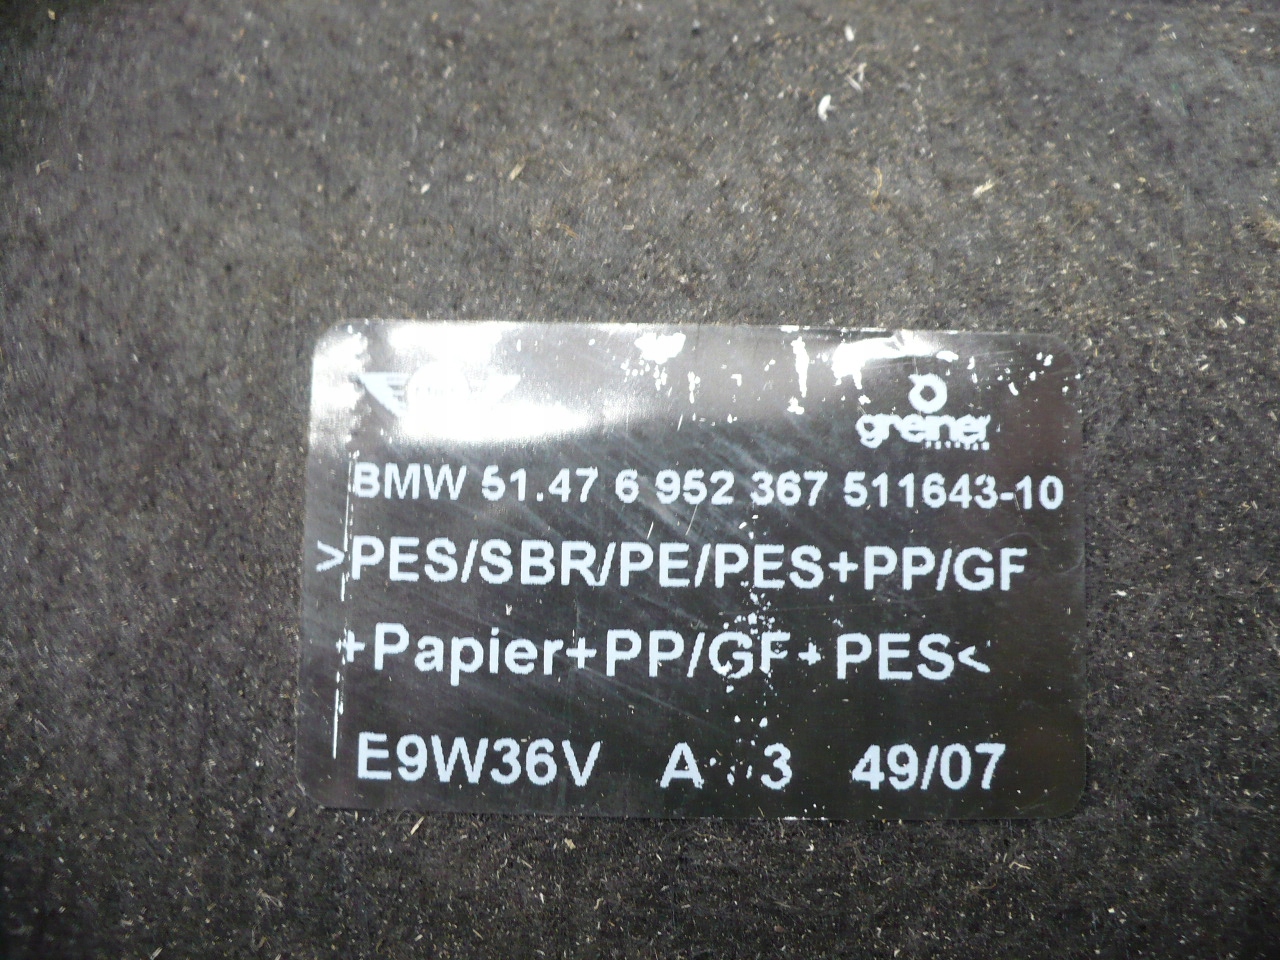 greiner
BMW 51.47 6 952 367 511643-10
>PES/SBR/PE/PES+PP/GF
+Papier+PP/GF+PES<
E9W36V A 3 49/07